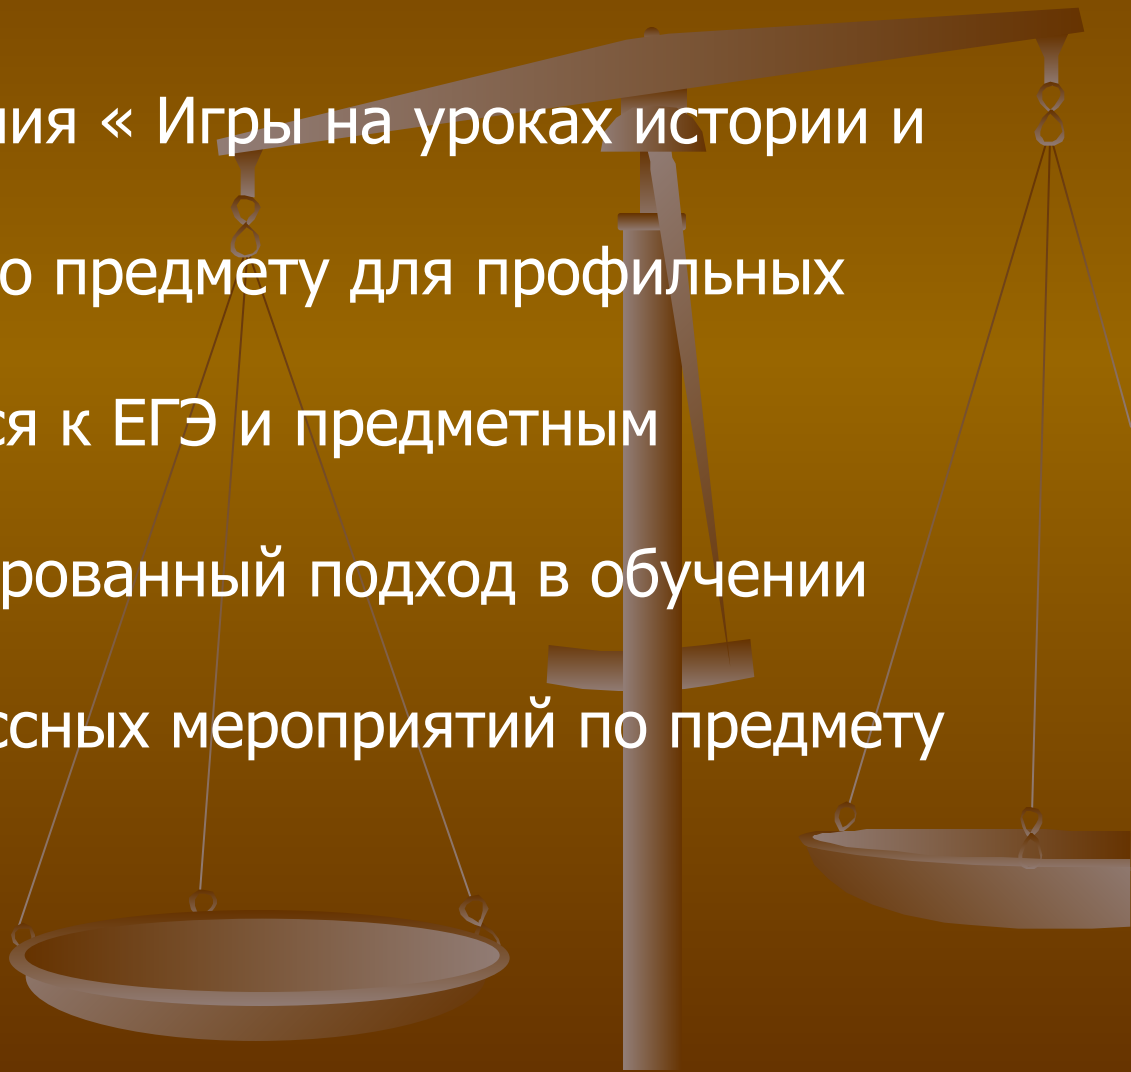 ния « Игры на уроках истории и
о предмету для профильных
ся к ЕГЭ и предметным
рованный подход в обучении
ссных мероприятий по предмету